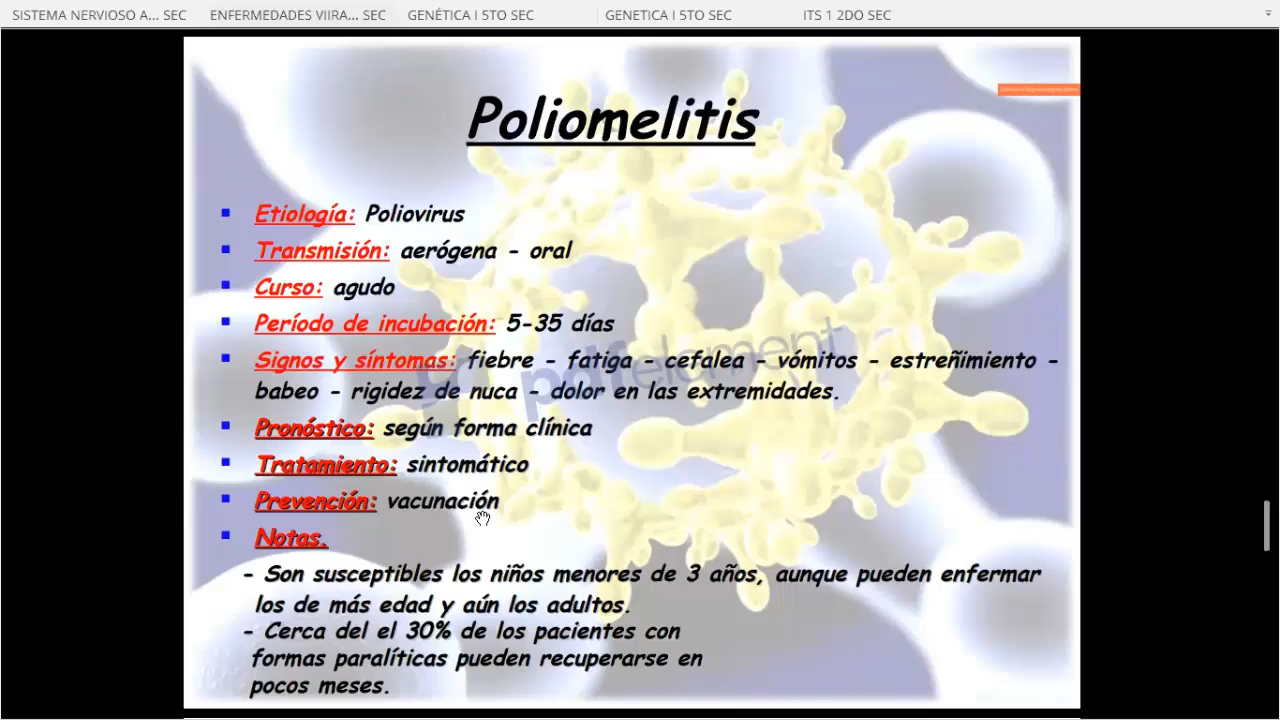 SISTEMA NERVIOSO A... SEC
ENFERMEDADES VIIRA... SEC
GENÉTICA I 5TO SEC
GENETICA I 5TO SEC
ITS 1 2DO SEC
Poliomelitis
Etiología: Poliovirus
Transmisión: aerógena - oral
Curso: agudo
Período de incubación: 5-35 días
Signos y síntomas: fiebre - fatiga - cefalea - vómitos - estreñimiento -
babeo - rigidez de nuca - dolor en las extremidades.
pdfelement
Pronóstico: según forma clínica
Tratamiento: sintomático
Prevención: vacunación
Notas.
- Son susceptibles los niños menores de 3 años, aunque pueden enfermar
los de más edad y aún los adultos.
- Cerca del el 30% de los pacientes con
formas paralíticas pueden recuperarse en
pocos meses.